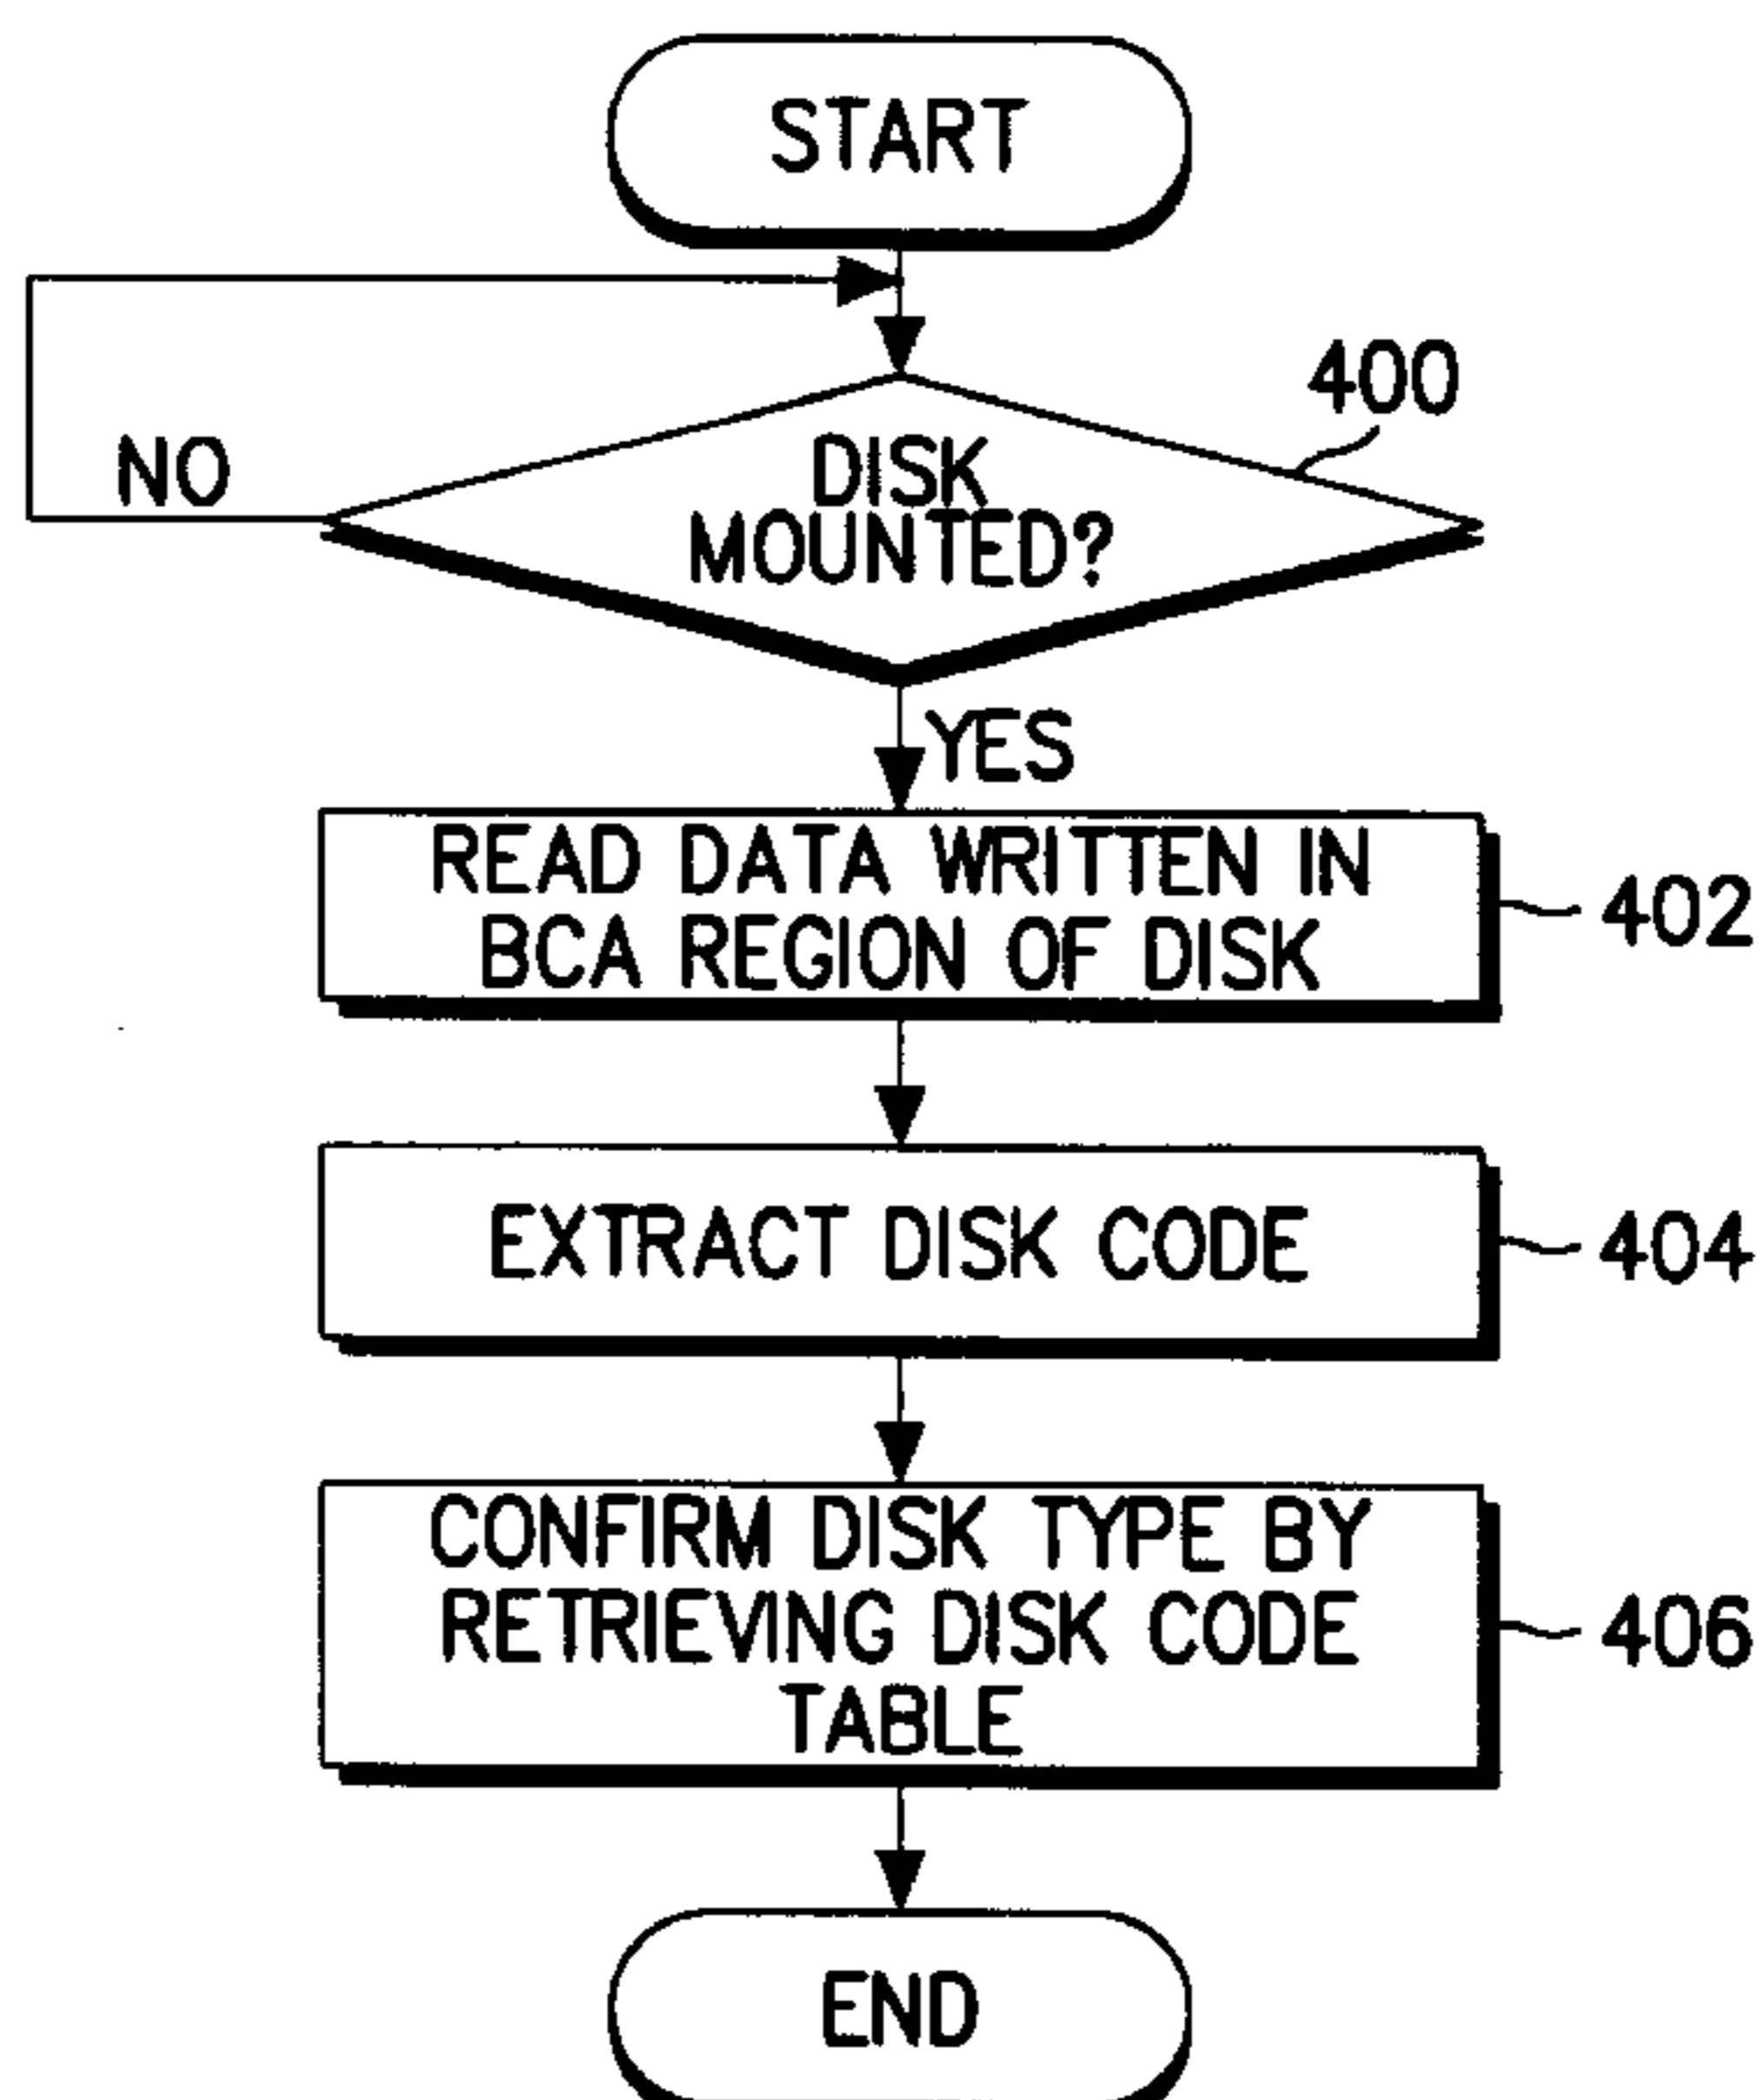 START
400
NO
DISK
MOUNTED?
YES
READ DATA WRITTEN IN
BCA REGION OF DISK
402
EXTRACT DISK CODE
404
CONFIRM DISK TYPE BY
RETRIEVING DISK CODE
TABLE
406
END